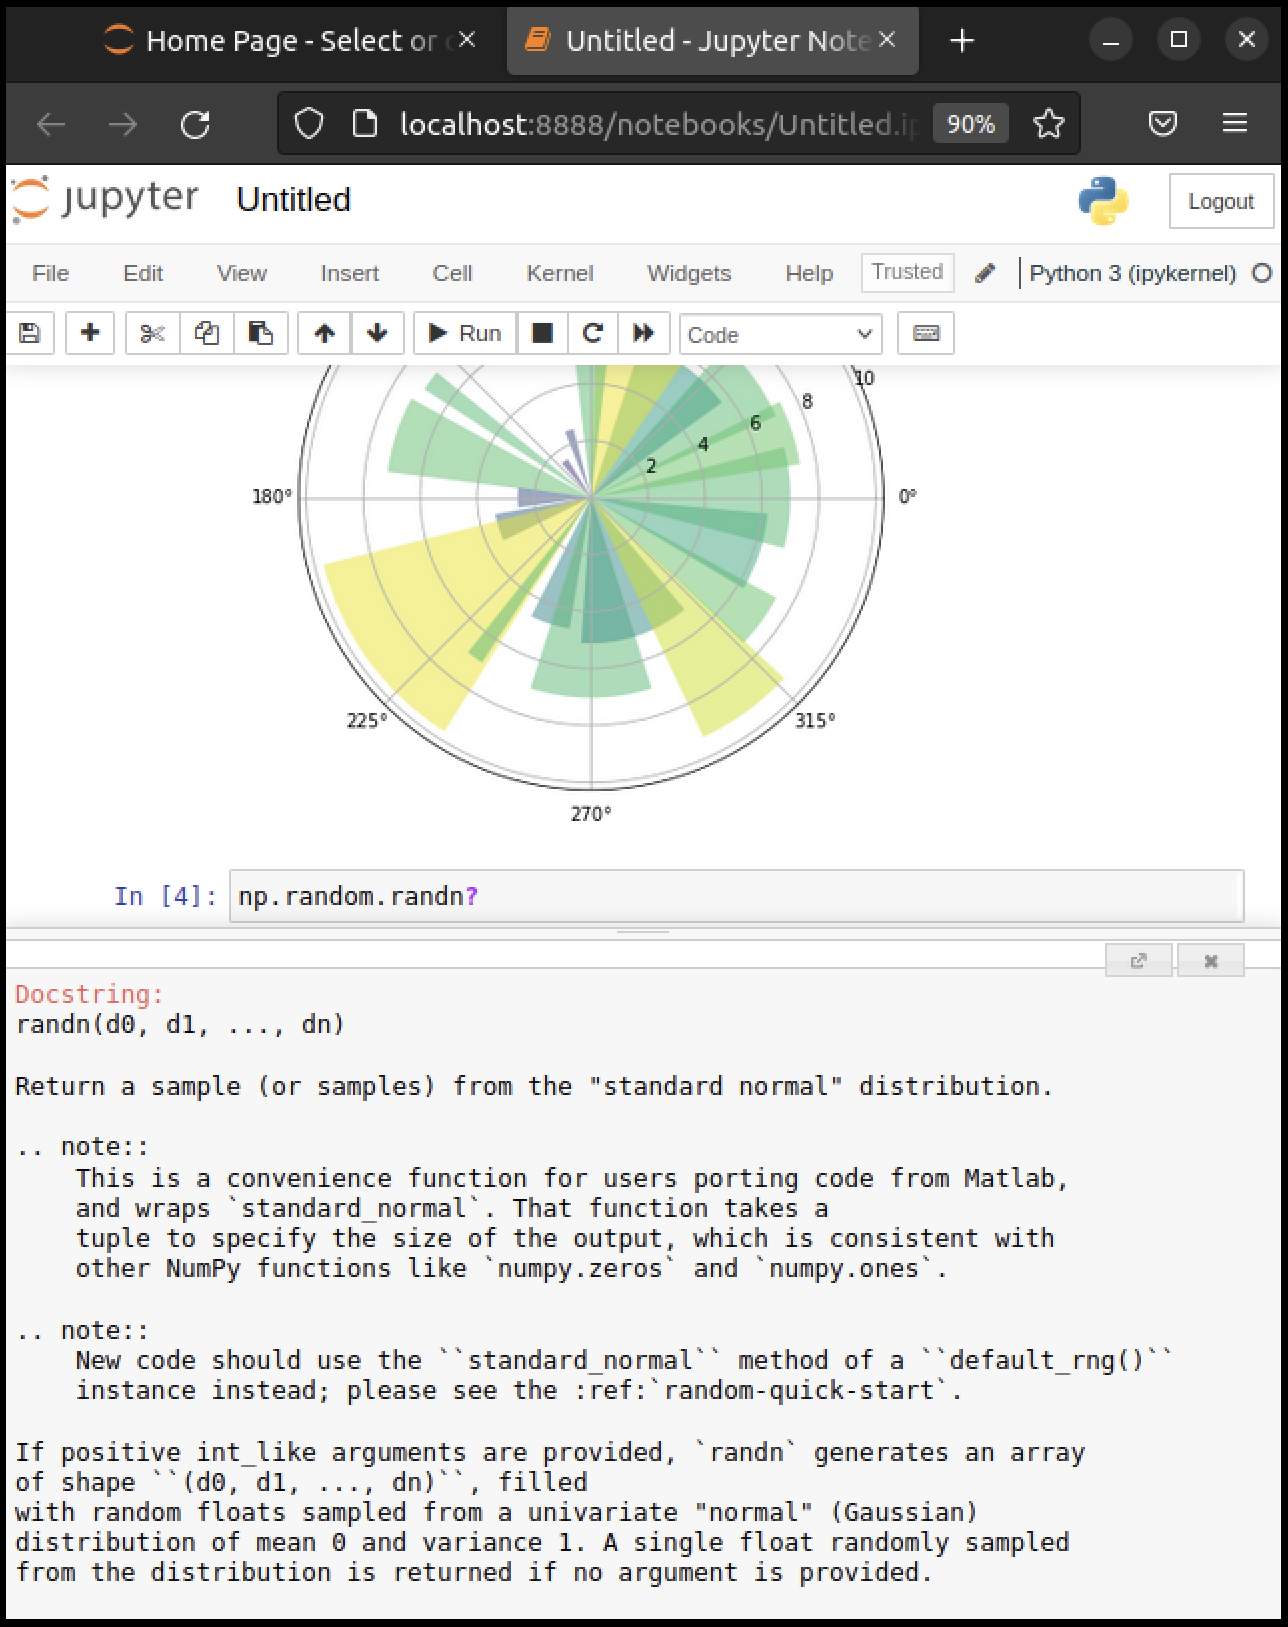 Home Page - Select or
Untitled - Jupyter Note
localhost:8888/notebooks/Untitled.ip
90%
jupyter
Untitled
Logout
File Edit View Insert Cell Kernel Widgets Help Trusted Python 3 (ipykernel)
Run Code
10
8
6
4
2
180°
0°
225°
315°
270°
In [4]: np.random.randn?
Docstring:
randn(d0, d1, ..., dn)
Return a sample (or samples) from the "standard normal" distribution.
.. note::
This is a convenience function for users porting code from Matlab,
and wraps `standard_normal`. That function takes a
tuple to specify the size of the output, which is consistent with
other NumPy functions like `numpy.zeros` and `numpy.ones`.
.. note::
New code should use the ``standard_normal`` method of a ``default_rng()``
instance instead; please see the :ref:`random-quick-start`.
If positive int_like arguments are provided, `randn` generates an array
of shape ``(d0, d1, ..., dn)``, filled
with random floats sampled from a univariate "normal" (Gaussian)
distribution of mean 0 and variance 1. A single float randomly sampled
from the distribution is returned if no argument is provided.